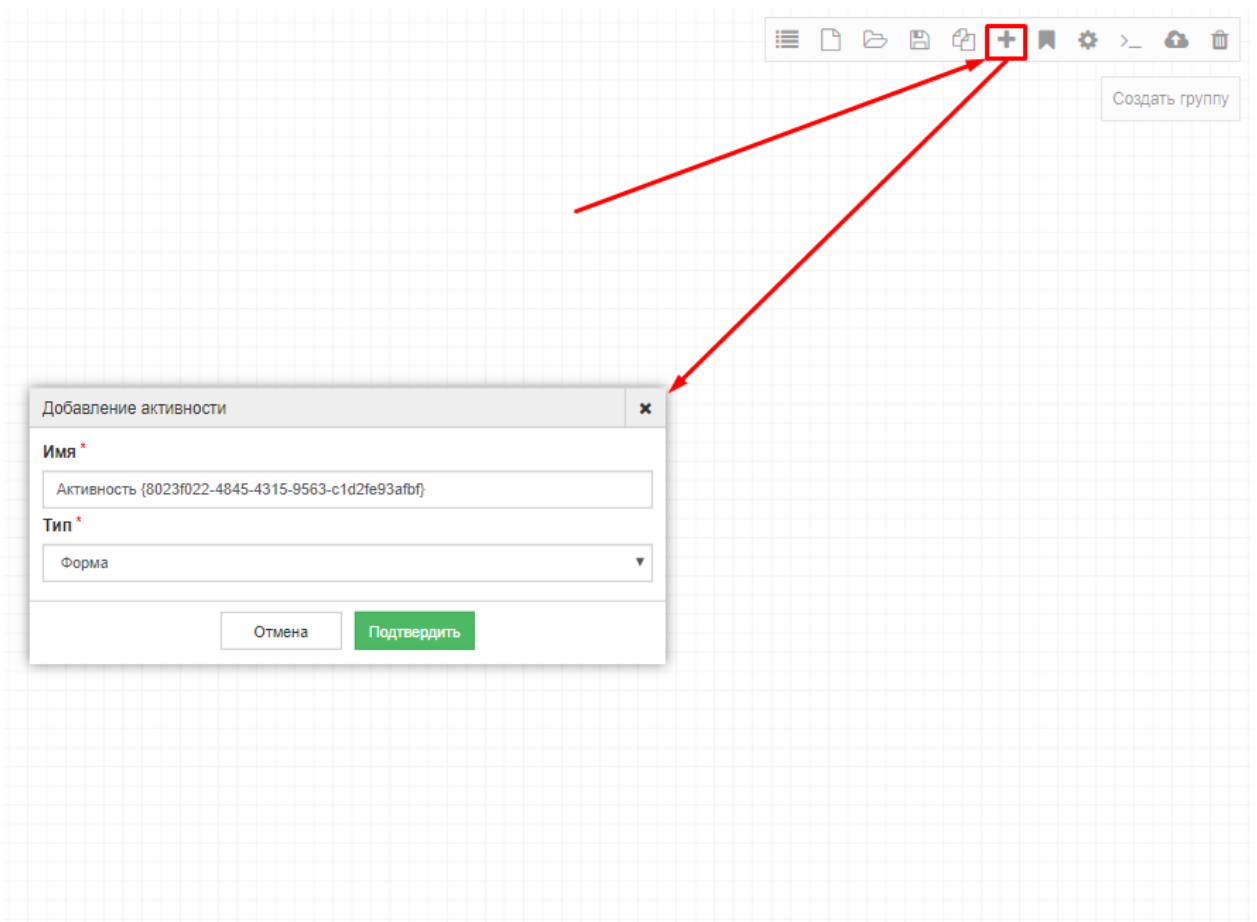 Создать группу
Добавление активности
Имя *
Активность {8023f022-4845-4315-9563-c1d2fe93afbf}
Тип *
Форма
Отмена Подтвердить